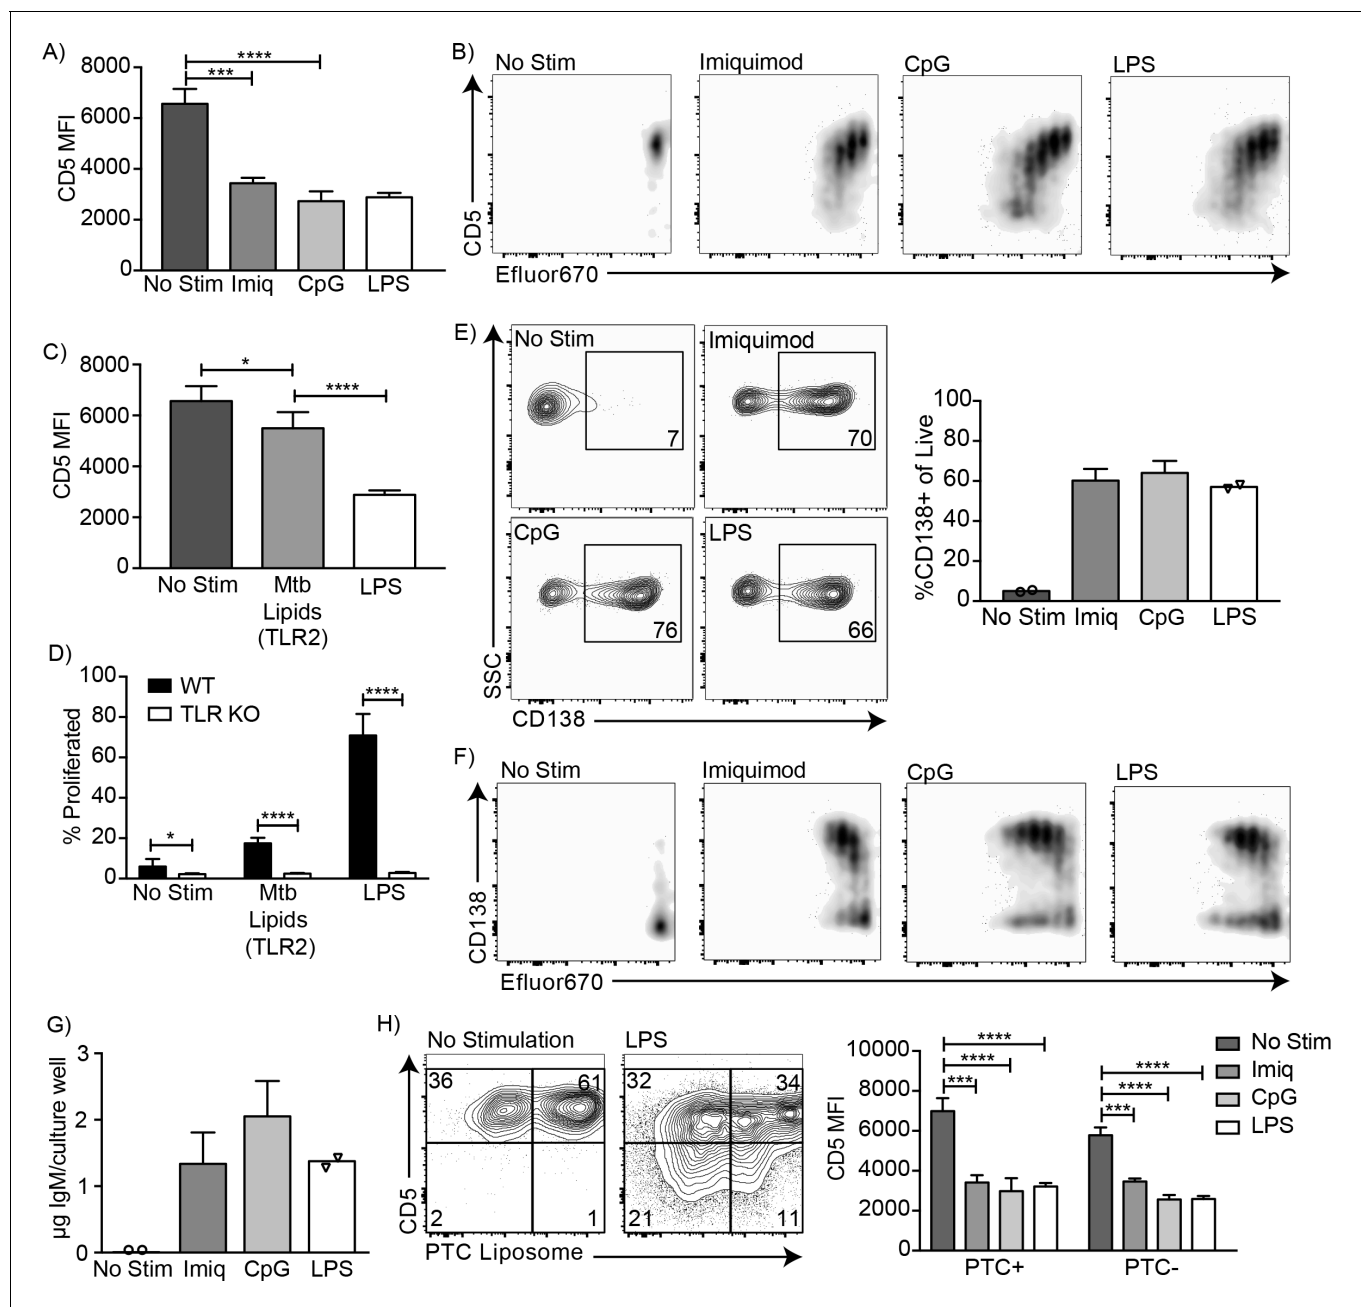 A)
8000
6000
4000
2000
0
CD5 MFI
****
***
No Stim Imiq CpG LPS
B)
No Stim Imiquimod CpG LPS
CD5
Efluor670
C)
8000
6000
4000
2000
0
CD5 MFI
*
****
No Stim Mtb LPS
Lipids
(TLR2)
D)
100
80
60
40
20
0
% Proliferated
WT
TLR KO
*
****
****
No Stim Mtb LPS
Lipids
(TLR2)
E)
No Stim
7
Imiquimod
70
CpG
76
LPS
66
SSC
CD138
100
80
60
40
20
0
%CD138+ of Live
No Stim Imiq CpG LPS
F)
No Stim Imiquimod CpG LPS
CD138
Efluor670
G)
3
2
1
0
µg IgM/culture well
No Stim Imiq CpG LPS
H)
No Stimulation
36 61
2 1
LPS
32 34
21 11
CD5
PTC Liposome
10000
8000
6000
4000
2000
0
CD5 MFI
****
****
***
****
****
***
PTC+ PTC-
No Stim
Imiq
CpG
LPS